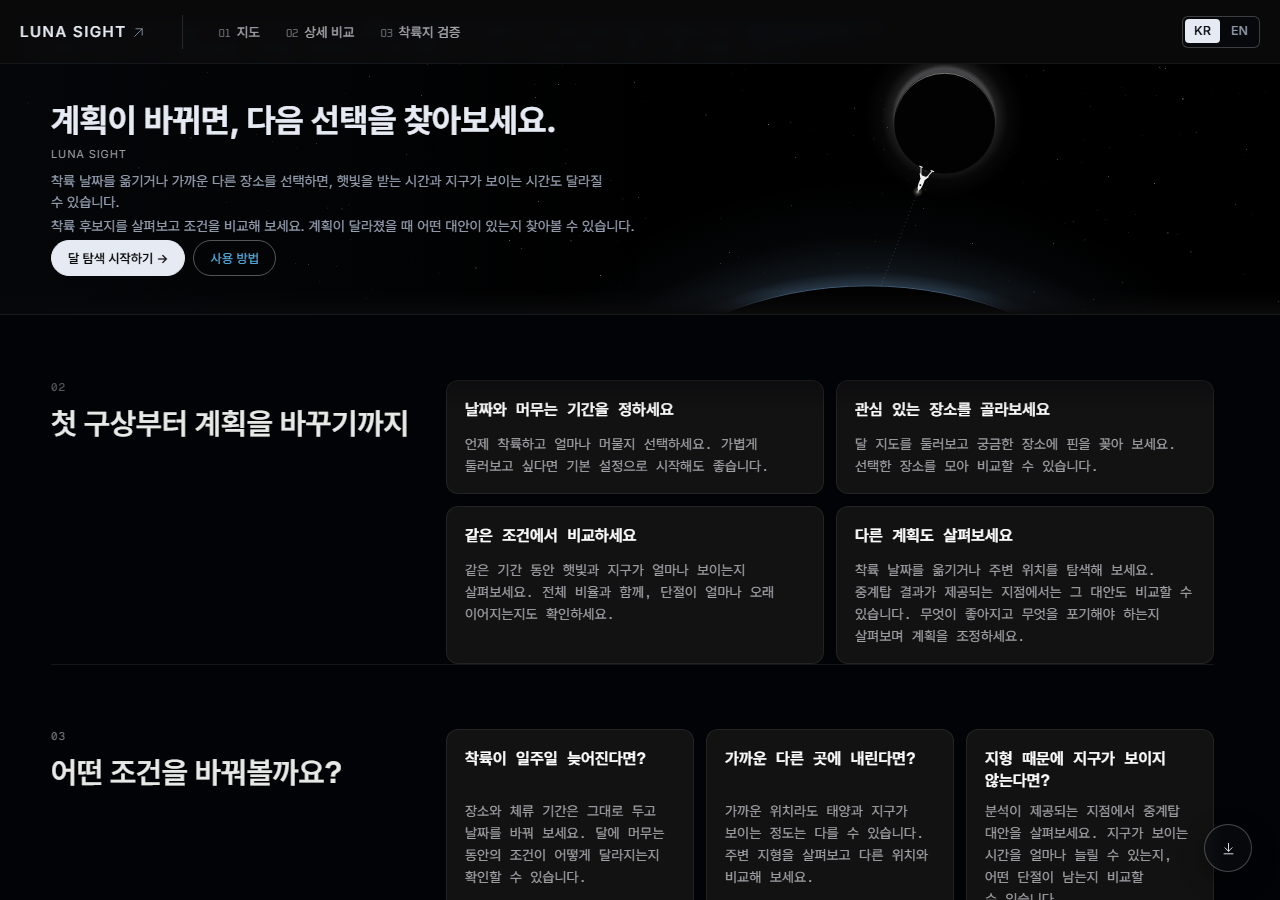 LUNA SIGHT
01 지도
02 상세 비교
03 착륙지 검증
KR
EN
계획이 바뀌면, 다음 선택을 찾아보세요.
LUNA SIGHT
착륙 날짜를 옮기거나 가까운 다른 장소를 선택하면, 햇빛을 받는 시간과 지구가 보이는 시간도 달라질
수 있습니다.
착륙 후보지를 살펴보고 조건을 비교해 보세요. 계획이 달라졌을 때 어떤 대안이 있는지 찾아볼 수 있습니다.
달 탐색 시작하기 →
사용 방법
02
첫 구상부터 계획을 바꾸기까지
날짜와 머무는 기간을 정하세요
언제 착륙하고 얼마나 머물지 선택하세요. 가볍게
둘러보고 싶다면 기본 설정으로 시작해도 좋습니다.
관심 있는 장소를 골라보세요
달 지도를 둘러보고 궁금한 장소에 핀을 꽂아 보세요.
선택한 장소를 모아 비교할 수 있습니다.
같은 조건에서 비교하세요
같은 기간 동안 햇빛과 지구가 얼마나 보이는지
살펴보세요. 전체 비율과 함께, 단절이 얼마나 오래
이어지는지도 확인하세요.
다른 계획도 살펴보세요
착륙 날짜를 옮기거나 주변 위치를 탐색해 보세요.
중계탑 결과가 제공되는 지점에서는 그 대안도 비교할 수
있습니다. 무엇이 좋아지고 무엇을 포기해야 하는지
살펴보며 계획을 조정하세요.
03
어떤 조건을 바꿔볼까요?
착륙이 일주일 늦어진다면?
장소와 체류 기간은 그대로 두고
날짜를 바꿔 보세요. 달에 머무는
동안의 조건이 어떻게 달라지는지
확인할 수 있습니다.
가까운 다른 곳에 내린다면?
가까운 위치라도 태양과 지구가
보이는 정도는 다를 수 있습니다.
주변 지형을 살펴보고 다른 위치와
비교해 보세요.
지형 때문에 지구가 보이지
않는다면?
분석이 제공되는 지점에서 중계탑
대안을 살펴보세요. 지구가 보이는
시간을 얼마나 늘릴 수 있는지,
어떤 단절이 남는지 비교할
수 있습니다.